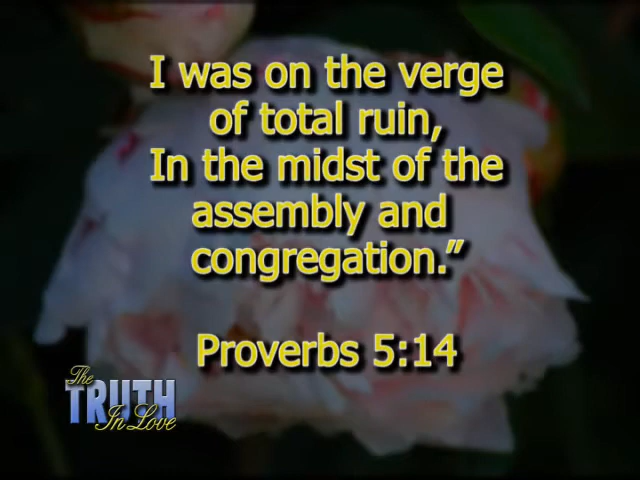 I was on the verge
of total ruin,
In the midst of the
assembly and
congregation.”
Proverbs 5:14
The
TRUTH
In Love